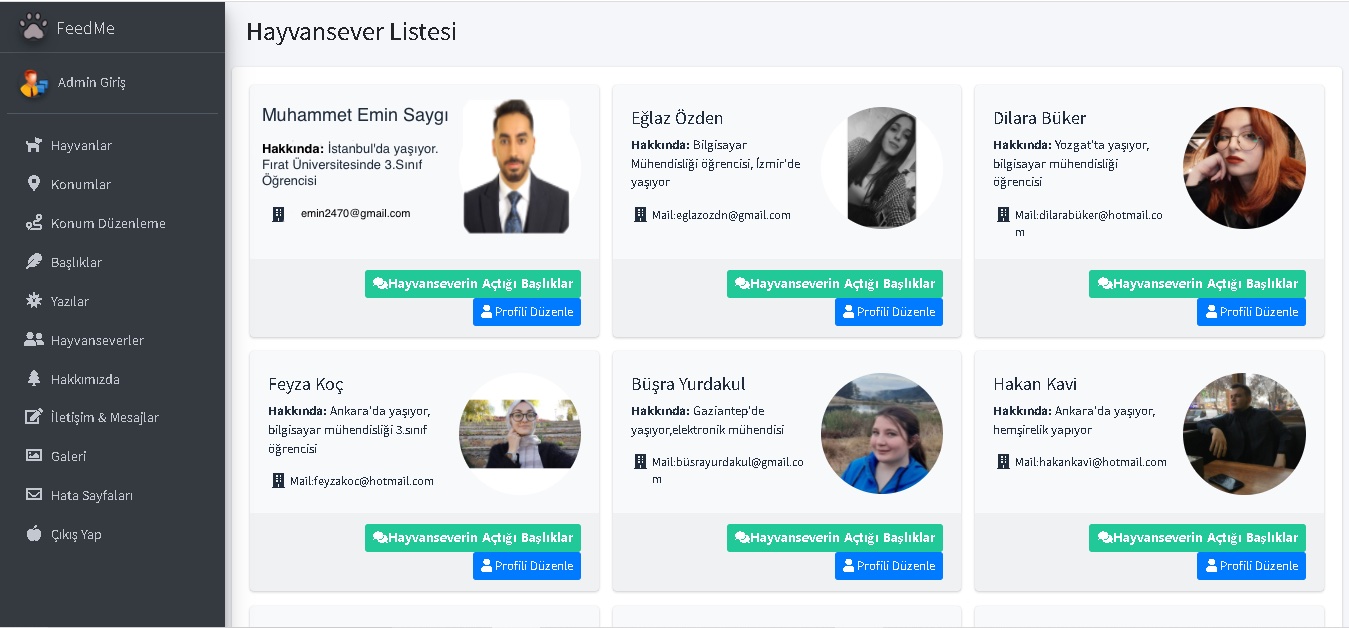 FeedMe
Admin Giriş
Hayvanlar
Konumlar
Konum Düzenleme
Başlıklar
Yazılar
Hayvanseverler
Hakkımızda
İletişim & Mesajlar
Galeri
Hata Sayfaları
Çıkış Yap
Hayvansever Listesi
Muhammet Emin Saygı
Hakkında: İstanbul'da yaşıyor.
Fırat Üniversitesinde 3.Sınıf
Öğrencisi
emin2470@gmail.com
Hayvanseverin Açtığı Başlıklar
Profili Düzenle
Eğlaz Özden
Hakkında: Bilgisayar
Mühendisliği öğrencisi, İzmir'de
yaşıyor
Mail:eglazozdn@gmail.com
Hayvanseverin Açtığı Başlıklar
Profili Düzenle
Dilara Büker
Hakkında: Yozgat'ta yaşıyor,
bilgisayar mühendisliği
öğrencisi
Mail:dilarabüker@hotmail.co
m
Hayvanseverin Açtığı Başlıklar
Profili Düzenle
Feyza Koç
Hakkında: Ankara'da yaşıyor,
bilgisayar mühendisliği 3.sınıf
öğrencisi
Mail:feyzakoc@hotmail.com
Hayvanseverin Açtığı Başlıklar
Profili Düzenle
Büşra Yurdakul
Hakkında: Gaziantep'de
yaşıyor,elektronik mühendisi
Mail:büsrayurdakul@gmail.co
m
Hayvanseverin Açtığı Başlıklar
Profili Düzenle
Hakan Kavi
Hakkında: Ankara'da yaşıyor,
hemşirelik yapıyor
Mail:hakankavi@hotmail.com
Hayvanseverin Açtığı Başlıklar
Profili Düzenle